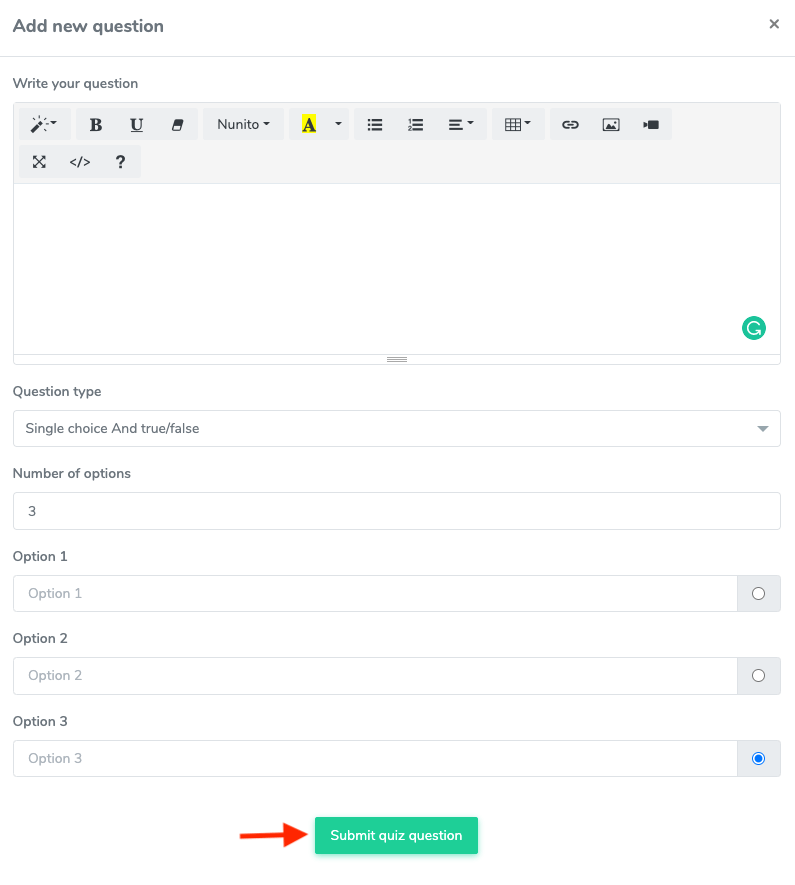 Add new question ×
Write your question
B U Nunito A
</> ?
Question type
Single choice And true/false
Number of options
3
Option 1
Option 1
Option 2
Option 2
Option 3
Option 3
Submit quiz question